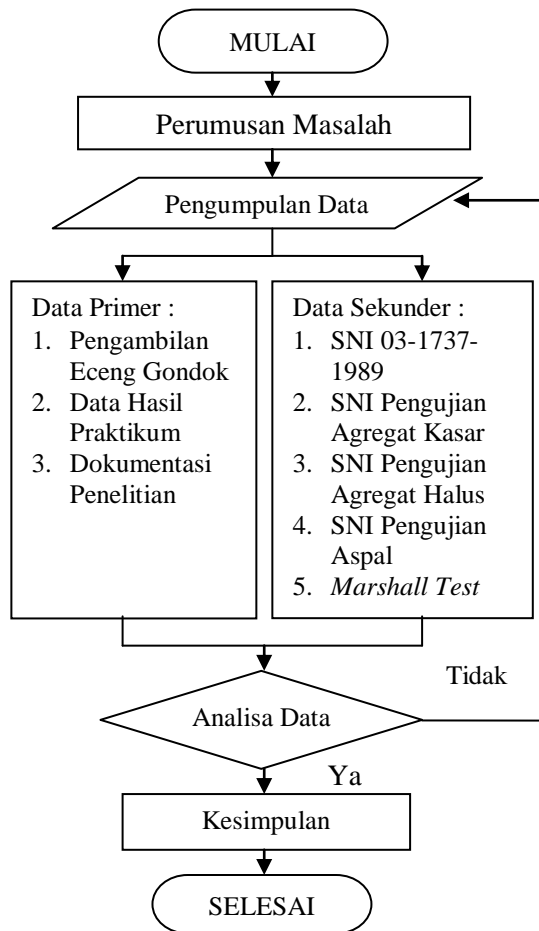 MULAI
Perumusan Masalah
Pengumpulan Data
Data Primer :
1. Pengambilan
Eceng Gondok
2. Data Hasil
Praktikum
3. Dokumentasi
Penelitian
Data Sekunder :
1. SNI 03-1737-
1989
2. SNI Pengujian
Agregat Kasar
3. SNI Pengujian
Agregat Halus
4. SNI Pengujian
Aspal
5. Marshall Test
Tidak
Analisa Data
Ya
Kesimpulan
SELESAI